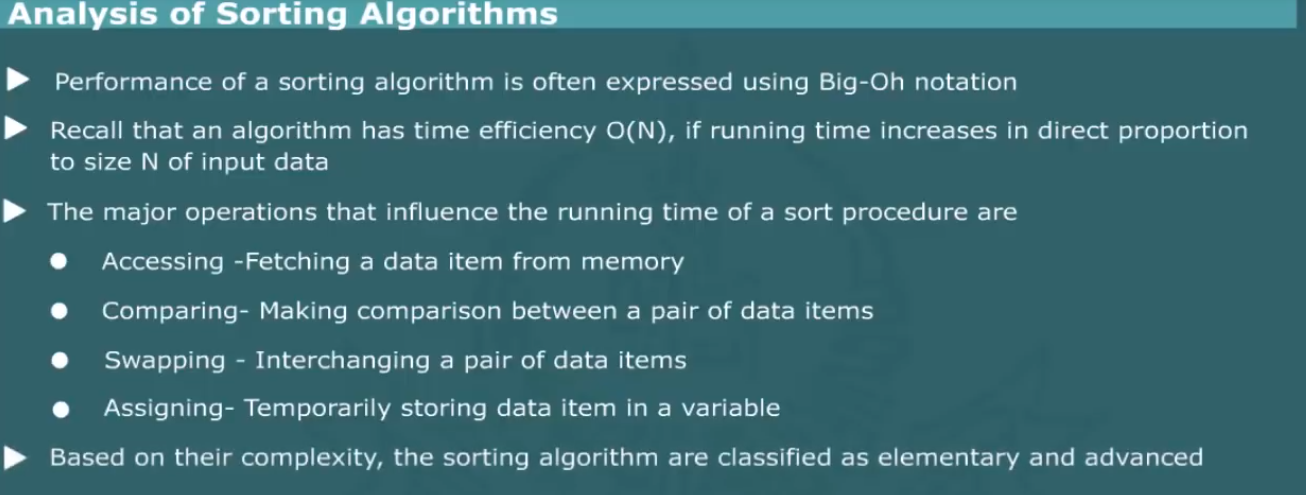 Analysis of Sorting Algorithms
Performance of a sorting algorithm is often expressed using Big-Oh notation
Recall that an algorithm has time efficiency O(N), if running time increases in direct proportion
to size N of input data
The major operations that influence the running time of a sort procedure are
Accessing -Fetching a data item from memory
Comparing- Making comparison between a pair of data items
Swapping - Interchanging a pair of data items
Assigning- Temporarily storing data item in a variable
Based on their complexity, the sorting algorithm are classified as elementary and advanced